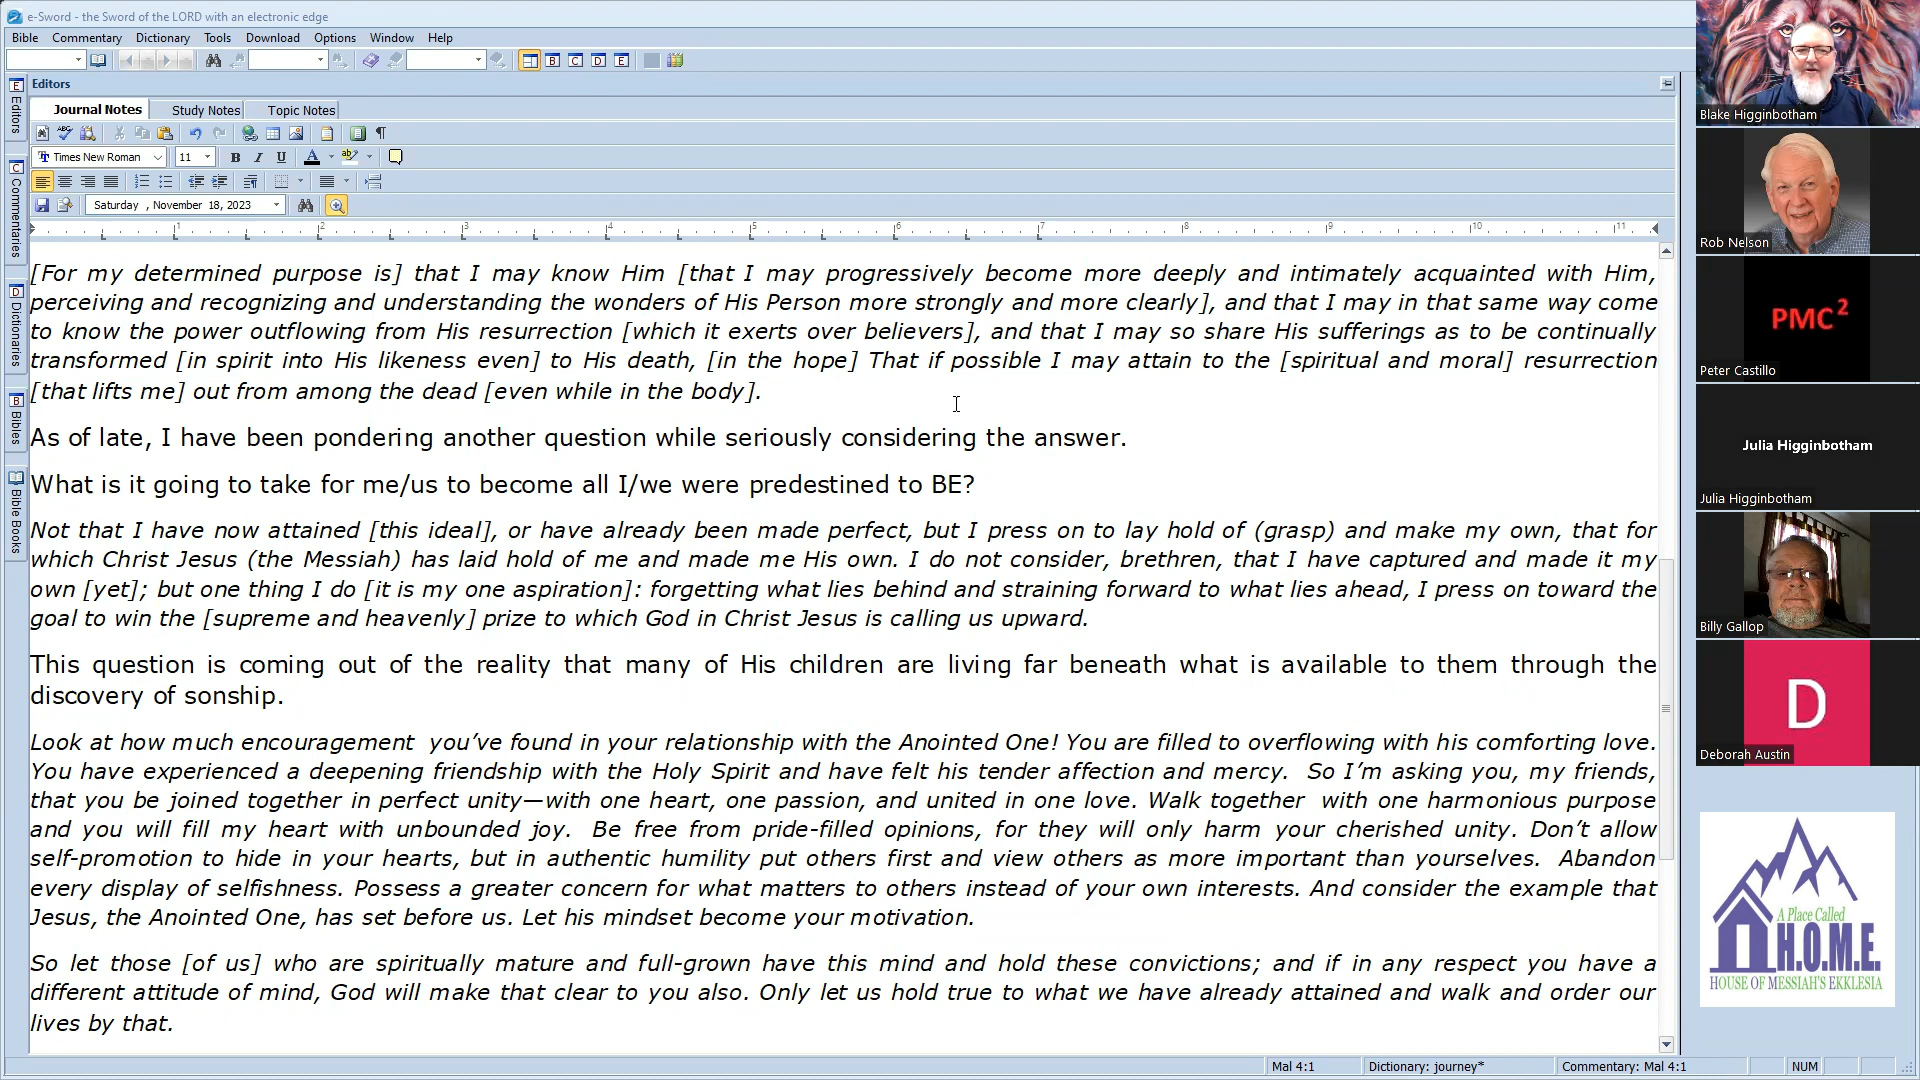 e-Sword - the Sword of the LORD with an electronic edge
Bible Commentary Dictionary Tools Download Options Window Help
B C D E
Editors
Journal Notes Study Notes Topic Notes
Times New Roman 11 B I U A ab
Saturday , November 18, 2023
1 2 3 4 5 6 7 8 9 10 11
E Editors
C Commentaries
D Dictionaries
B Bibles
Bible Books
[For my determined purpose is] that I may know Him [that I may progressively become more deeply and intimately acquainted with Him,
perceiving and recognizing and understanding the wonders of His Person more strongly and more clearly], and that I may in that same way come
to know the power outflowing from His resurrection [which it exerts over believers], and that I may so share His sufferings as to be continually
transformed [in spirit into His likeness even] to His death, [in the hope] That if possible I may attain to the [spiritual and moral] resurrection
[that lifts me] out from among the dead [even while in the body].
As of late, I have been pondering another question while seriously considering the answer.
What is it going to take for me/us to become all I/we were predestined to BE?
Not that I have now attained [this ideal], or have already been made perfect, but I press on to lay hold of (grasp) and make my own, that for
which Christ Jesus (the Messiah) has laid hold of me and made me His own. I do not consider, brethren, that I have captured and made it my
own [yet]; but one thing I do [it is my one aspiration]: forgetting what lies behind and straining forward to what lies ahead, I press on toward the
goal to win the [supreme and heavenly] prize to which God in Christ Jesus is calling us upward.
This question is coming out of the reality that many of His children are living far beneath what is available to them through the
discovery of sonship.
Look at how much encouragement you’ve found in your relationship with the Anointed One! You are filled to overflowing with his comforting love.
You have experienced a deepening friendship with the Holy Spirit and have felt his tender affection and mercy. So I’m asking you, my friends,
that you be joined together in perfect unity—with one heart, one passion, and united in one love. Walk together with one harmonious purpose
and you will fill my heart with unbounded joy. Be free from pride-filled opinions, for they will only harm your cherished unity. Don’t allow
self-promotion to hide in your hearts, but in authentic humility put others first and view others as more important than yourselves. Abandon
every display of selfishness. Possess a greater concern for what matters to others instead of your own interests. And consider the example that
Jesus, the Anointed One, has set before us. Let his mindset become your motivation.
So let those [of us] who are spiritually mature and full-grown have this mind and hold these convictions; and if in any respect you have a
different attitude of mind, God will make that clear to you also. Only let us hold true to what we have already attained and walk and order our
lives by that.
Mal 4:1 Dictionary: journey* Commentary: Mal 4:1 NUM
Blake Higginbotham
Rob Nelson
PMC2
Peter Castillo
Julia Higginbotham
Julia Higginbotham
Billy Gallop
D
Deborah Austin
A Place Called
H.O.M.E.
HOUSE OF MESSIAH'S EKKLESIA